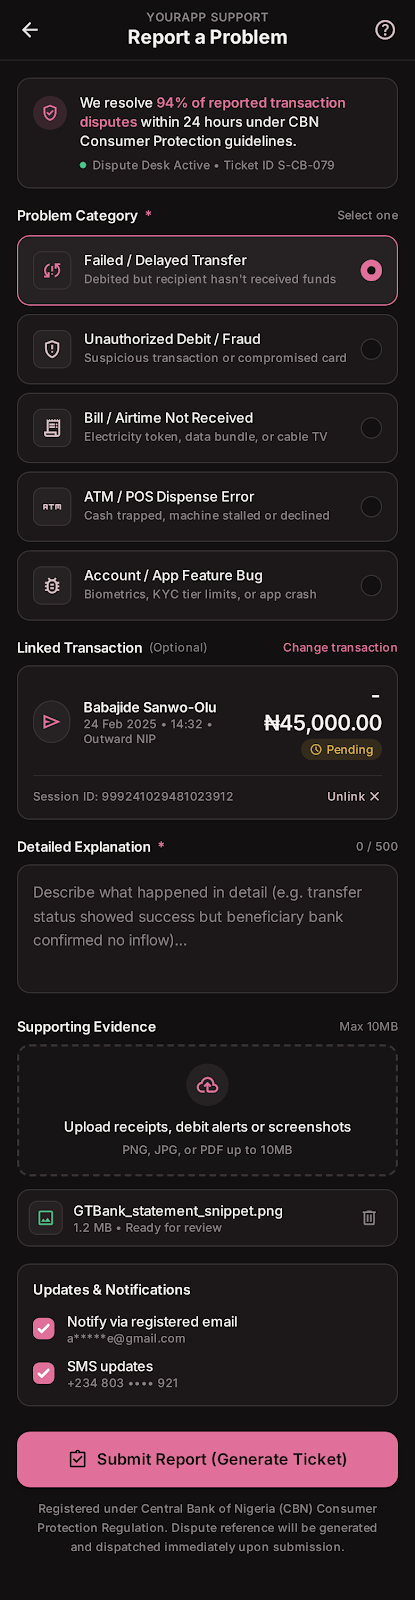 YOURAPP SUPPORT
Report a Problem
We resolve 94% of reported transaction
disputes within 24 hours under CBN
Consumer Protection guidelines.
Dispute Desk Active • Ticket ID S-CB-079
Problem Category *
Select one
Failed / Delayed Transfer
Debited but recipient hasn't received funds
Unauthorized Debit / Fraud
Suspicious transaction or compromised card
Bill / Airtime Not Received
Electricity token, data bundle, or cable TV
ATM
ATM / POS Dispense Error
Cash trapped, machine stalled or declined
Account / App Feature Bug
Biometrics, KYC tier limits, or app crash
Linked Transaction (Optional)
Change transaction
Babajide Sanwo-Olu
24 Feb 2025 • 14:32 •
Outward NIP
-
₦45,000.00
Pending
Session ID: 999241029481023912
Unlink ✕
Detailed Explanation *
0 / 500
Describe what happened in detail (e.g. transfer
status showed success but beneficiary bank
confirmed no inflow)...
Supporting Evidence
Max 10MB
Upload receipts, debit alerts or screenshots
PNG, JPG, or PDF up to 10MB
GTBank_statement_snippet.png
1.2 MB • Ready for review
Updates & Notifications
Notify via registered email
a*****e@gmail.com
SMS updates
+234 803 •••• 921
Submit Report (Generate Ticket)
Registered under Central Bank of Nigeria (CBN) Consumer
Protection Regulation. Dispute reference will be generated
and dispatched immediately upon submission.